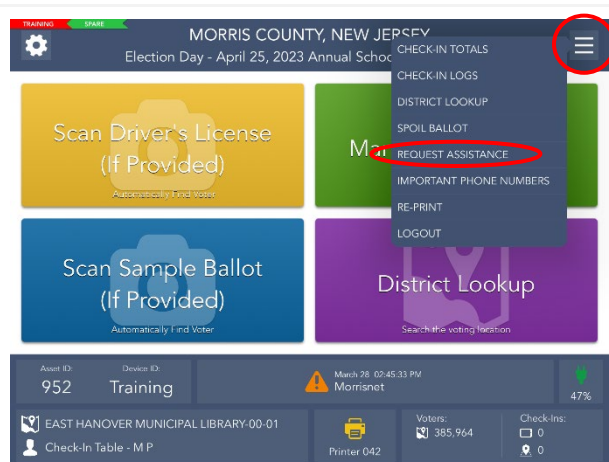 TRAINING SPARE
MORRIS COUNTY, NEW JERSEY
Election Day - April 25, 2023 Annual Schoo
CHECK-IN TOTALS
CHECK-IN LOGS
DISTRICT LOOKUP
SPOIL BALLOT
REQUEST ASSISTANCE
IMPORTANT PHONE NUMBERS
RE-PRINT
LOGOUT
Scan Driver's License
(If Provided)
Automatically Find Voter
Man
Scan Sample Ballot
(If Provided)
Automatically Find Voter
District Lookup
Search the voting location
Asset ID:
952
Device ID:
Training
March 28 02:45:33 PM
Morrisnet
47%
EAST HANOVER MUNICIPAL LIBRARY-00-01
Check-In Table - M P
Printer 042
Voters:
385,964
Check-Ins:
0
0